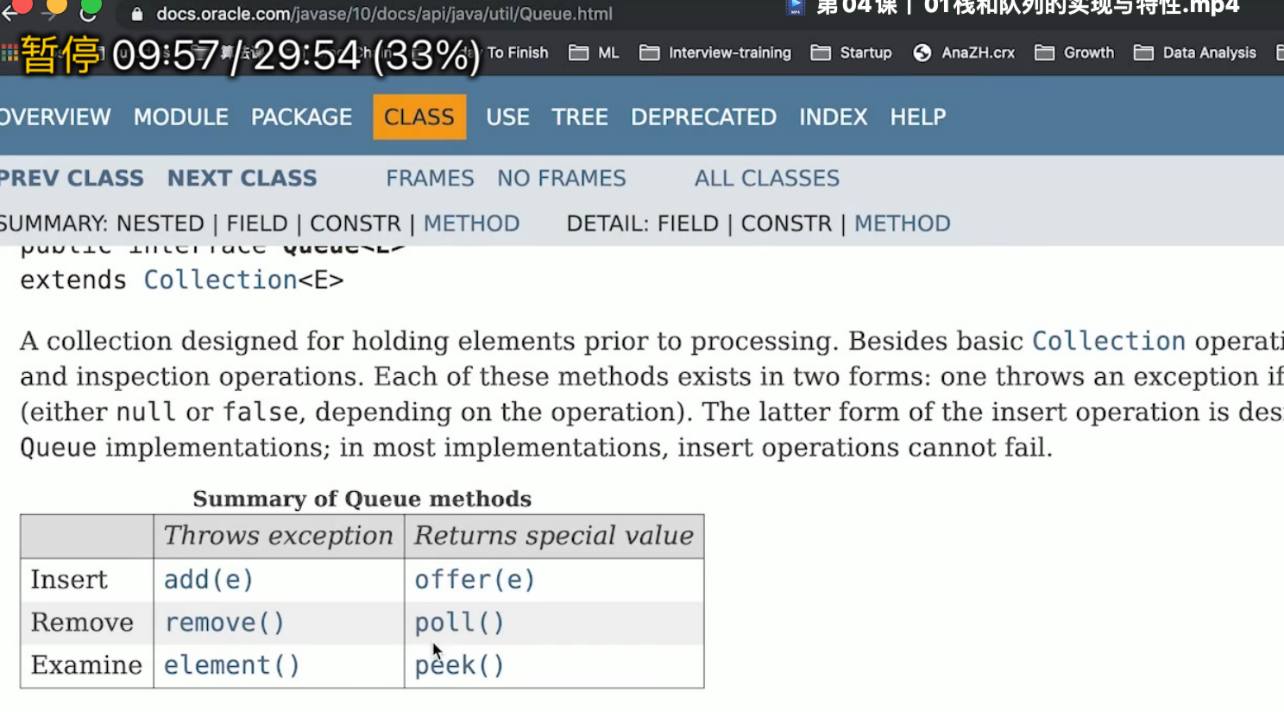 docs.oracle.com/javase/10/docs/api/java/util/Queue.html
第04课 | 01栈和队列的实现与特性.mp4
暂停 09:57 / 29:54 (33%)
To Finish ML Interview-training Startup AnaZH.crx Growth Data Analysis
OVERVIEW MODULE PACKAGE CLASS USE TREE DEPRECATED INDEX HELP
PREV CLASS NEXT CLASS FRAMES NO FRAMES ALL CLASSES
SUMMARY: NESTED | FIELD | CONSTR | METHOD DETAIL: FIELD | CONSTR | METHOD
public interface Queue<E>
extends Collection<E>
A collection designed for holding elements prior to processing. Besides basic Collection operati
and inspection operations. Each of these methods exists in two forms: one throws an exception if
(either null or false, depending on the operation). The latter form of the insert operation is des
Queue implementations; in most implementations, insert operations cannot fail.
Summary of Queue methods
Throws exception Returns special value
Insert add(e) offer(e)
Remove remove() poll()
Examine element() peek()